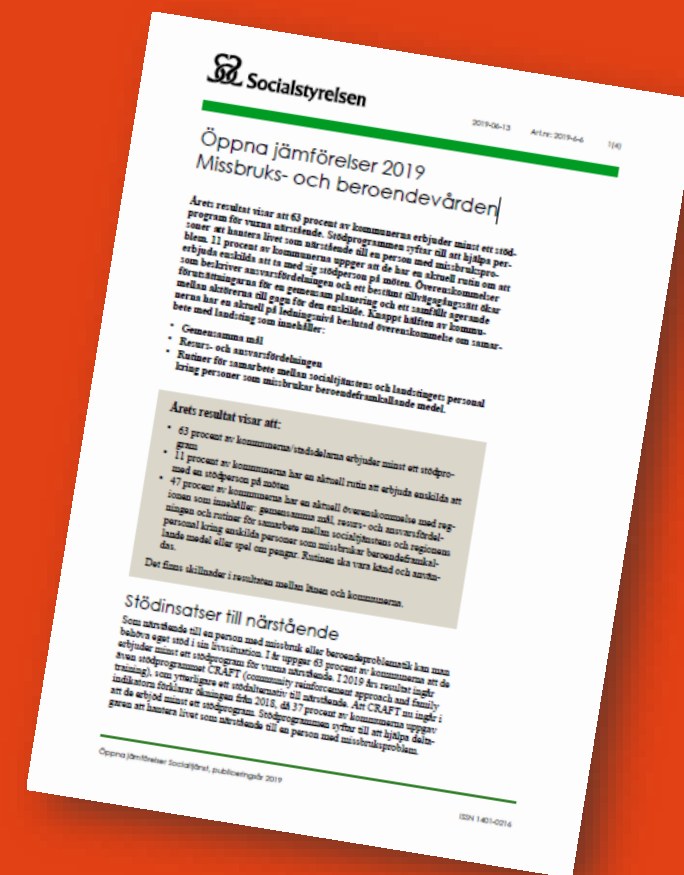 Socialstyrelsen
2019-06-13 Art.nr: 2019-6-6 1(4)
Öppna jämförelser 2019
Missbruks- och beroendevården
Årets resultat visar att 63 procent av kommunerna erbjuder minst ett stöd-
program för vuxna närstående. Stödprogrammen syftar till att hjälpa per-
soner att hantera livet som närstående till en person med missbrukspro-
blem. 11 procent av kommunerna uppger att de har en aktuell rutin om att
erbjuda enskilda att ta med sig stödperson på möten. Överenskommelser
som beskriver ansvarsfördelningen och ett bestämt tillvägagångssätt ökar
förutsättningarna för en gemensam planering och ett samfällt agerande
mellan aktörerna till gagn för den enskilde. Knappt hälften av kommu-
nerna har en aktuell på ledningsnivå beslutad överenskommelse om samar-
bete med landsting som innehåller:
• Gemensamma mål
• Resurs- och ansvarsfördelningen
• Rutiner för samarbete mellan socialtjänstens och landstingets personal
kring personer som missbrukar beroendeframkallande medel.
Årets resultat visar att:
• 63 procent av kommunerna/stadsdelarna erbjuder minst ett stödpro-
gram
• 11 procent av kommunerna har en aktuell rutin att erbjuda enskilda att
med en stödperson på möten
• 47 procent av kommunerna har en aktuell överenskommelse med reg-
ionen som innehåller; gemensamma mål, resurs- och ansvarsfördel-
ningen och rutiner för samarbete mellan socialtjänsten och regionens
personal kring enskilda personer som missbrukar beroendeframkal-
lande medel eller spel om pengar. Rutinen ska vara känd och använ-
das.
Det finns skillnader i resultaten mellan länen och kommunerna.
Stödinsatser till närstående
Som närstående till en person med missbruk eller beroendeproblematik kan man
behöva eget stöd i sin livssituation. I år uppger 63 procent av kommunerna att de
erbjuder minst ett stödprogram för vuxna närstående. I 2019 års resultat ingår
även stödprogrammet CRAFT (community reinforcement approach and family
training), som ytterligare ett stödalternativ till närstående. Att CRAFT nu ingår i
indikatorn förklarar ökningen från 2018, då 37 procent av kommunerna uppgav
att de erbjöd minst ett stödprogram. Stödprogrammen syftar till att hjälpa delta-
garen att hantera livet som närstående till en person med missbruksproblem.
Öppna jämförelser Socialtjänst, publiceringsår 2019
ISSN 1401-0216